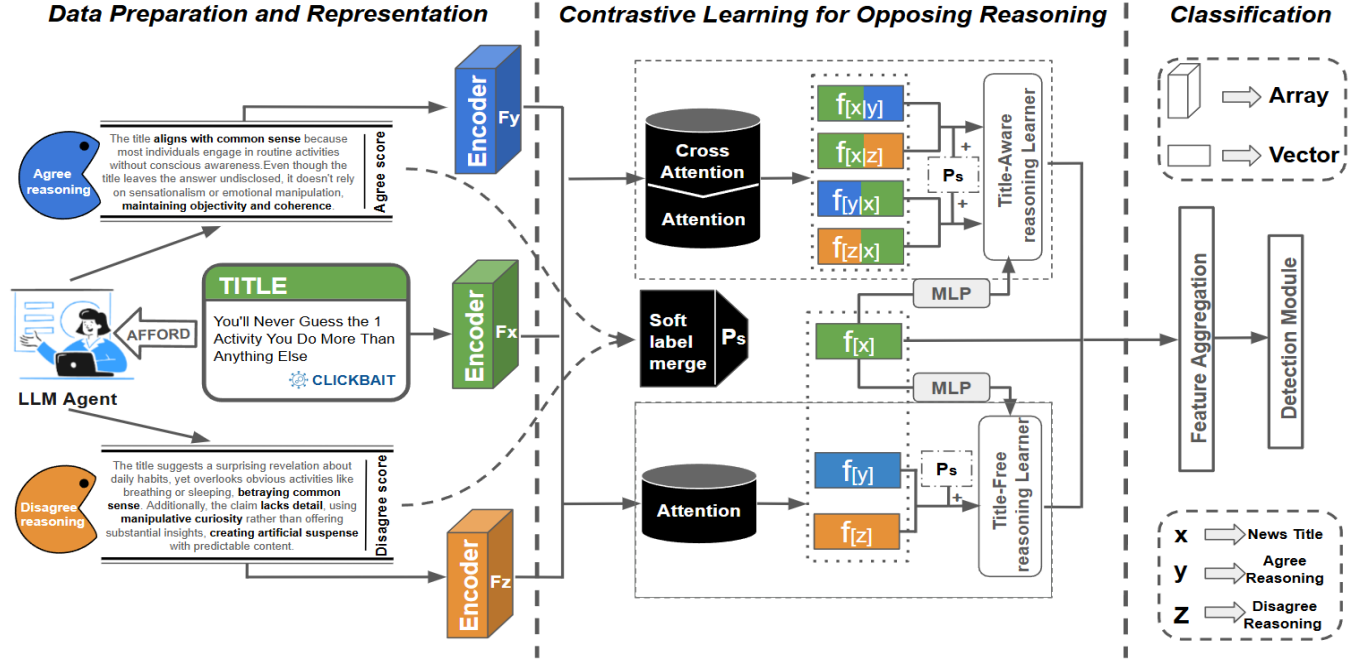 Data Preparation and Representation
Contrastive Learning for Opposing Reasoning
Classification
Agree
reasoning
The title aligns with common sense because
most individuals engage in routine activities
without conscious awareness.Even though the
title leaves the answer undisclosed, it doesn't rely
on sensationalism or emotional manipulation,
maintaining objectivity and coherence.
Agree score
Encoder
Fy
LLM Agent
AFFORD
TITLE
You'll Never Guess the 1
Activity You Do More Than
Anything Else
CLICKBAIT
Encoder
Fx
Disagree
reasoning
The title suggests a surprising revelation about
daily habits, yet overlooks obvious activities like
breathing or sleeping, betraying common
sense. Additionally, the claim lacks detail, using
manipulative curiosity rather than offering
substantial insights, creating artificial suspense
with predictable content.
Disagree score
Encoder
Fz
Cross
Attention
Attention
f[x|y]
f[x|z]
f[y|x]
f[z|x]
+
Ps
+
Title-Aware
reasoning Learner
MLP
Soft
label
merge
Ps
f[x]
MLP
Attention
f[y]
f[z]
Ps
+
Title-Free
reasoning Learner
Array
Vector
Feature Aggregation
Detection Module
x
News Title
y
Agree
Reasoning
z
Disagree
Reasoning